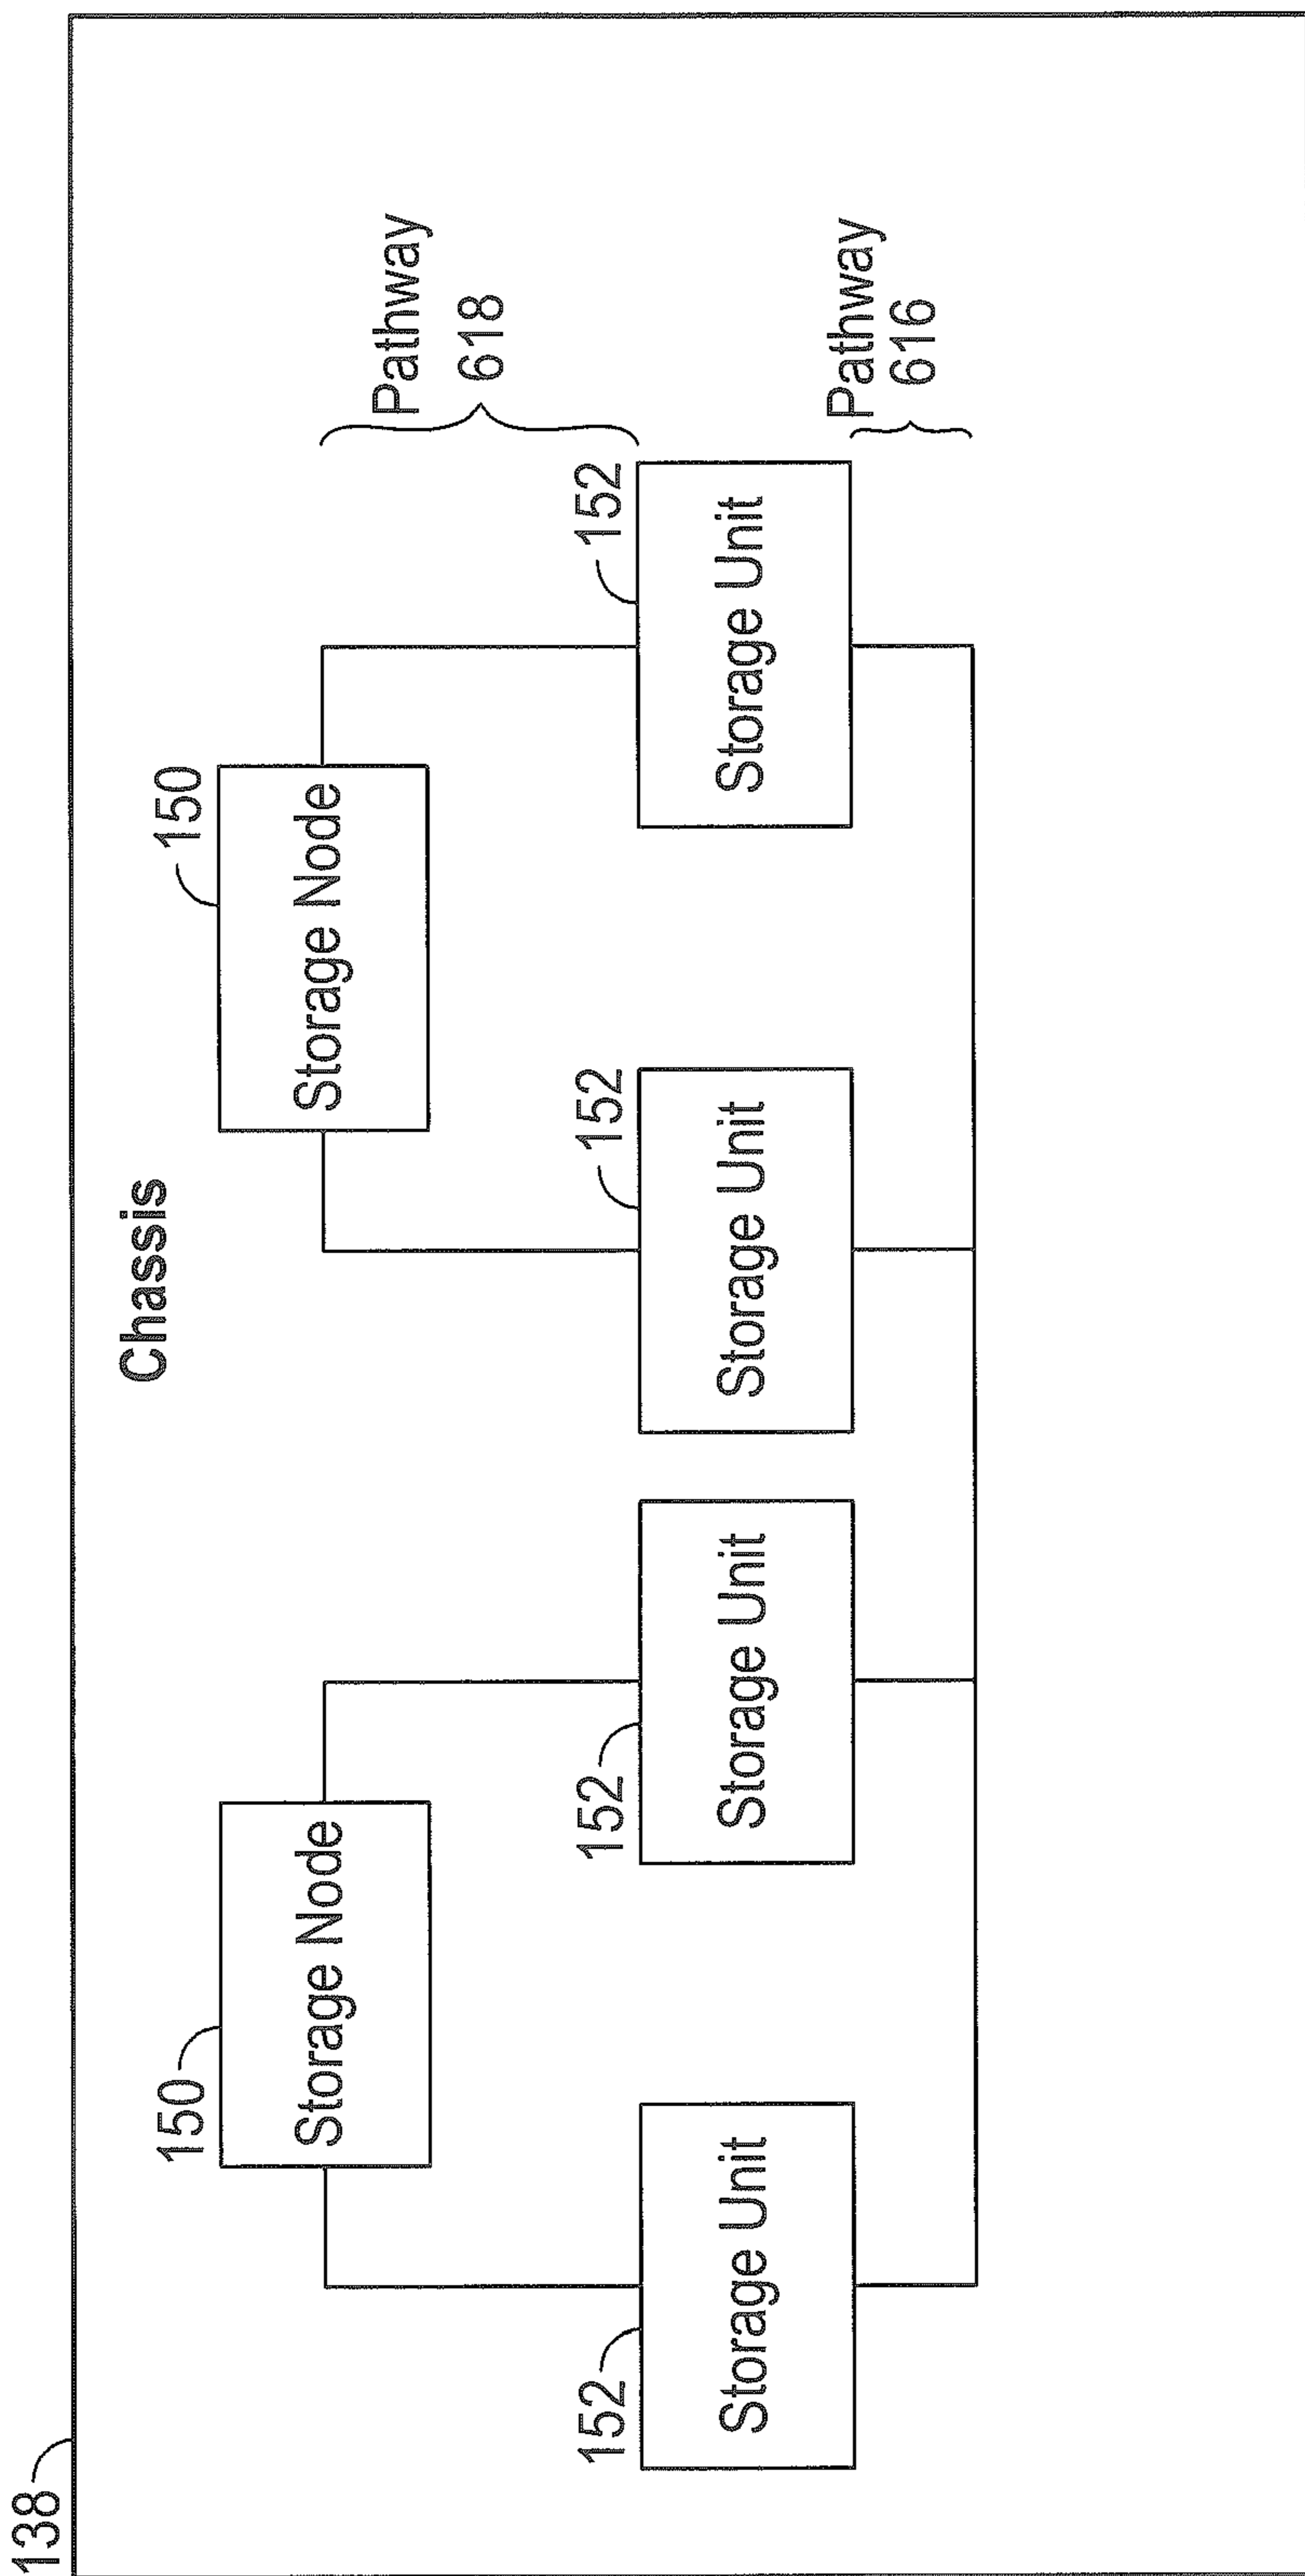 138
Chassis
150
Storage Node
150
Storage Node
Pathway
618
152
Storage Unit
152
Storage Unit
152
Storage Unit
152
Storage Unit
Pathway
616